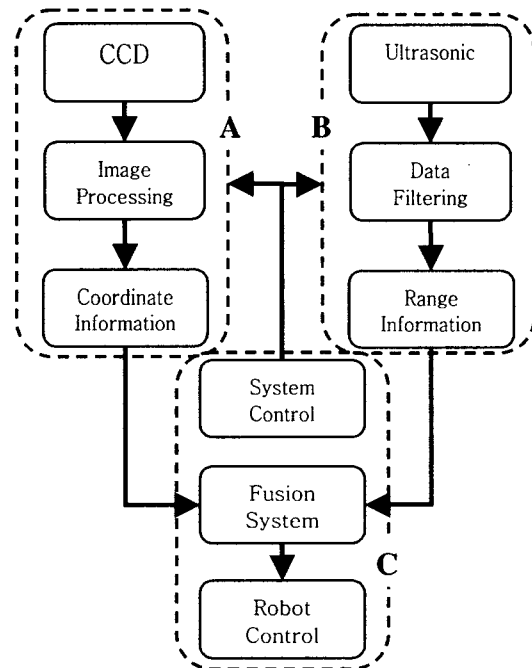 CCD
Image
Processing
Coordinate
Information
A
B
Ultrasonic
Data
Filtering
Range
Information
System
Control
Fusion
System
C
Robot
Control